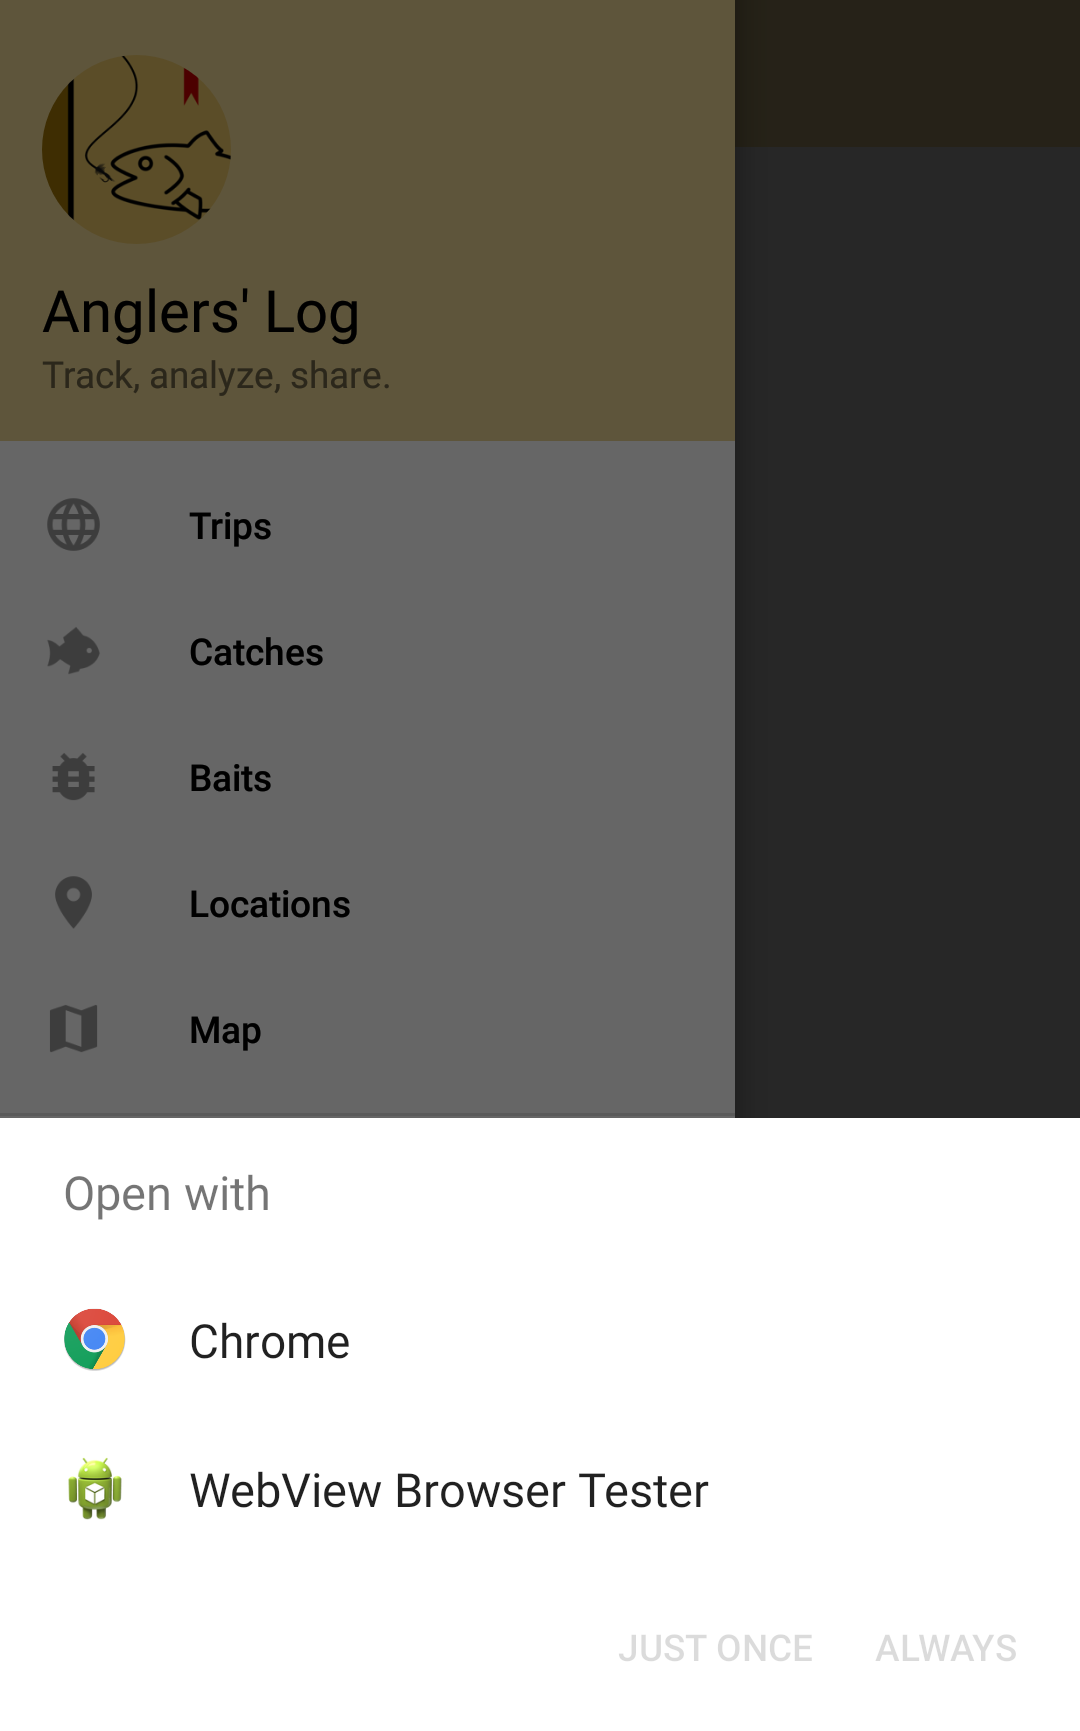 Anglers' Log
Track, analyze, share.
Trips
Catches
Baits
Locations
Map
Open with
Chrome
WebView Browser Tester
JUST ONCE ALWAYS